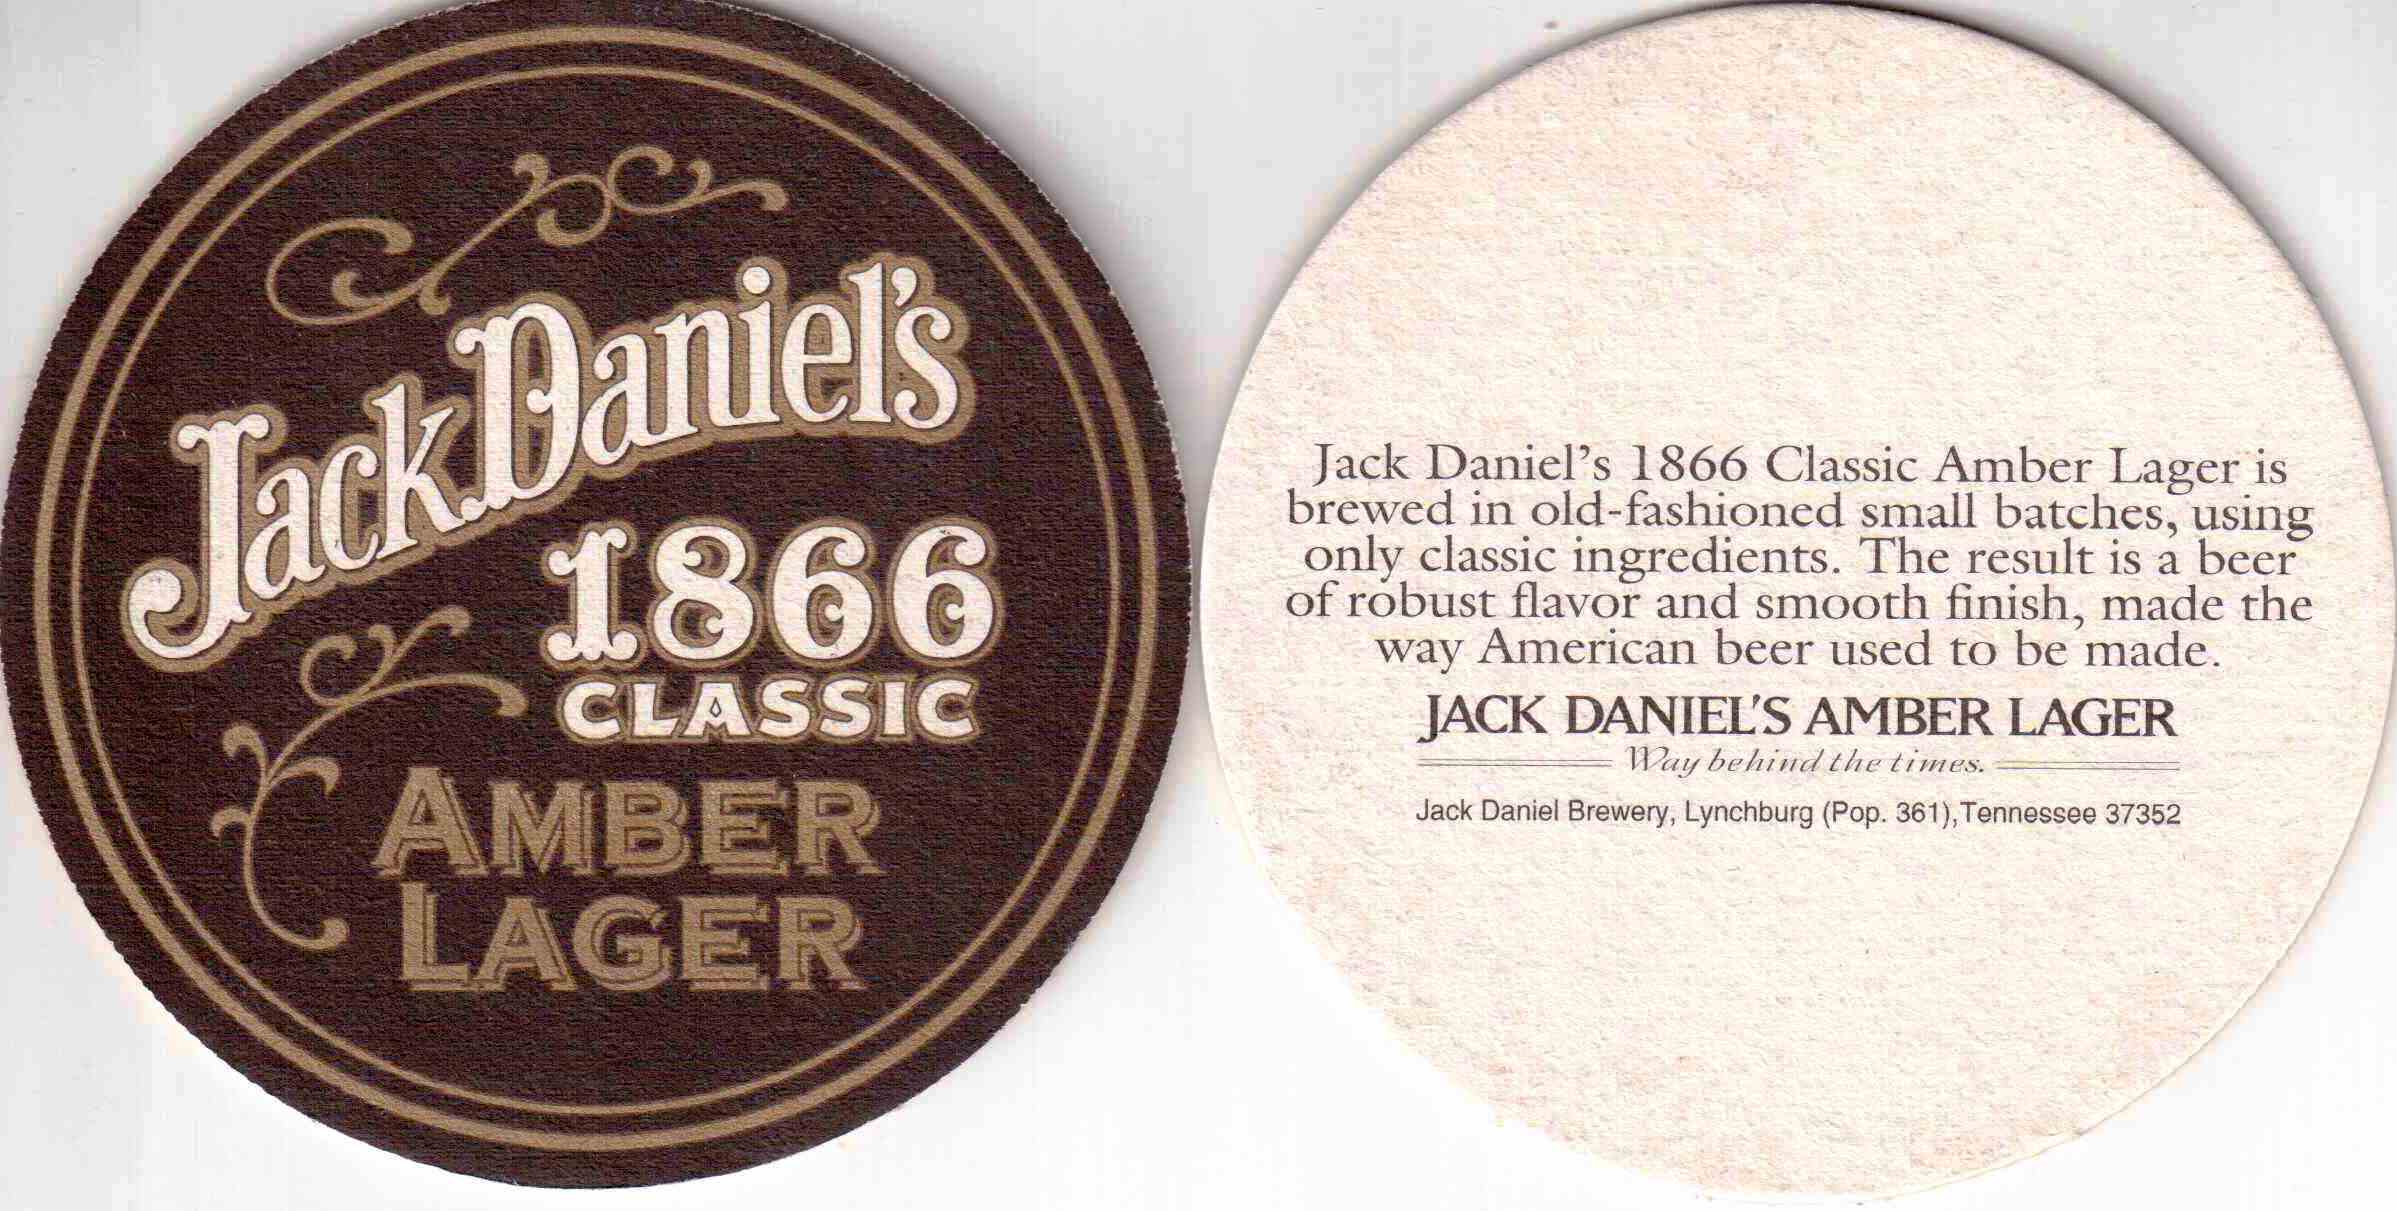 Jack Daniel's
1866
CLASSIC
AMBER
LAGER
Jack Daniel's 1866 Classic Amber Lager is
brewed in old-fashioned small batches, using
only classic ingredients. The result is a beer
of robust flavor and smooth finish, made the
way American beer used to be made.
JACK DANIEL'S AMBER LAGER
Way behind the times.
Jack Daniel Brewery, Lynchburg (Pop. 361), Tennessee 37352